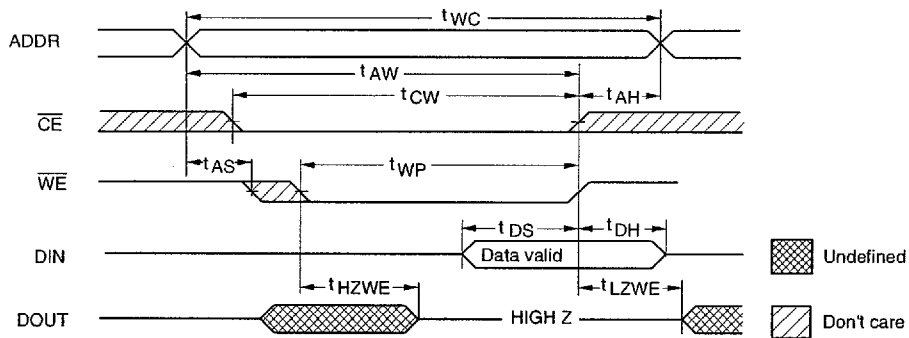 tWC
ADDR
tAW
tCW
tAH
CE
tAS
tWP
WE
tDS
tDH
DIN
Data valid
Undefined
tHZWE
tLZWE
DOUT
HIGH Z
Don't care